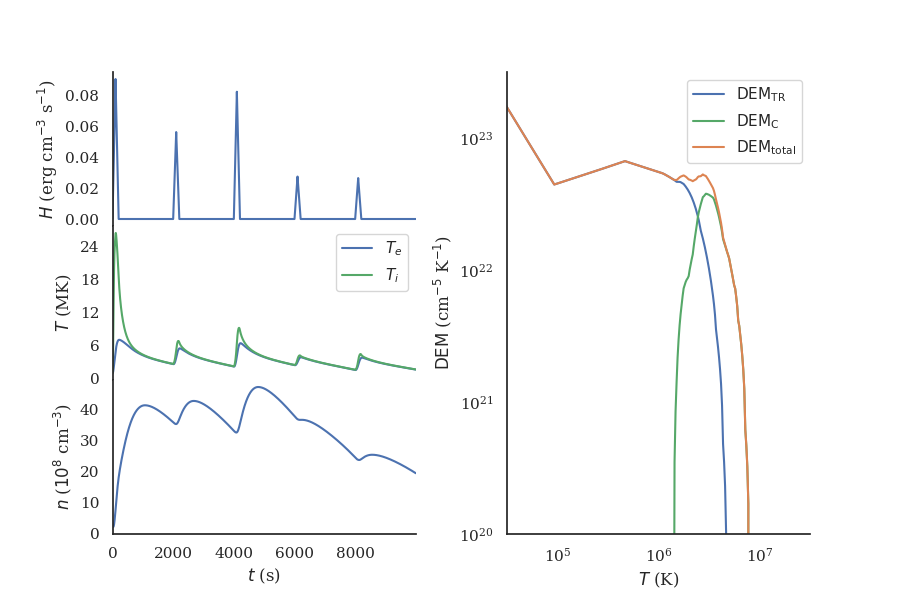 H (erg cm⁻³ s⁻¹)
0.08
0.06
0.04
0.02
0.00
T (MK)
24
18
12
6
0
Tₑ
Tᵢ
n (10⁸ cm⁻³)
40
30
20
10
0
0 2000 4000 6000 8000
t (s)
DEM (cm⁻⁵ K⁻¹)
10²³
10²²
10²¹
10²⁰
DEM_TR
DEM_C
DEM_total
10⁵ 10⁶ 10⁷
T (K)